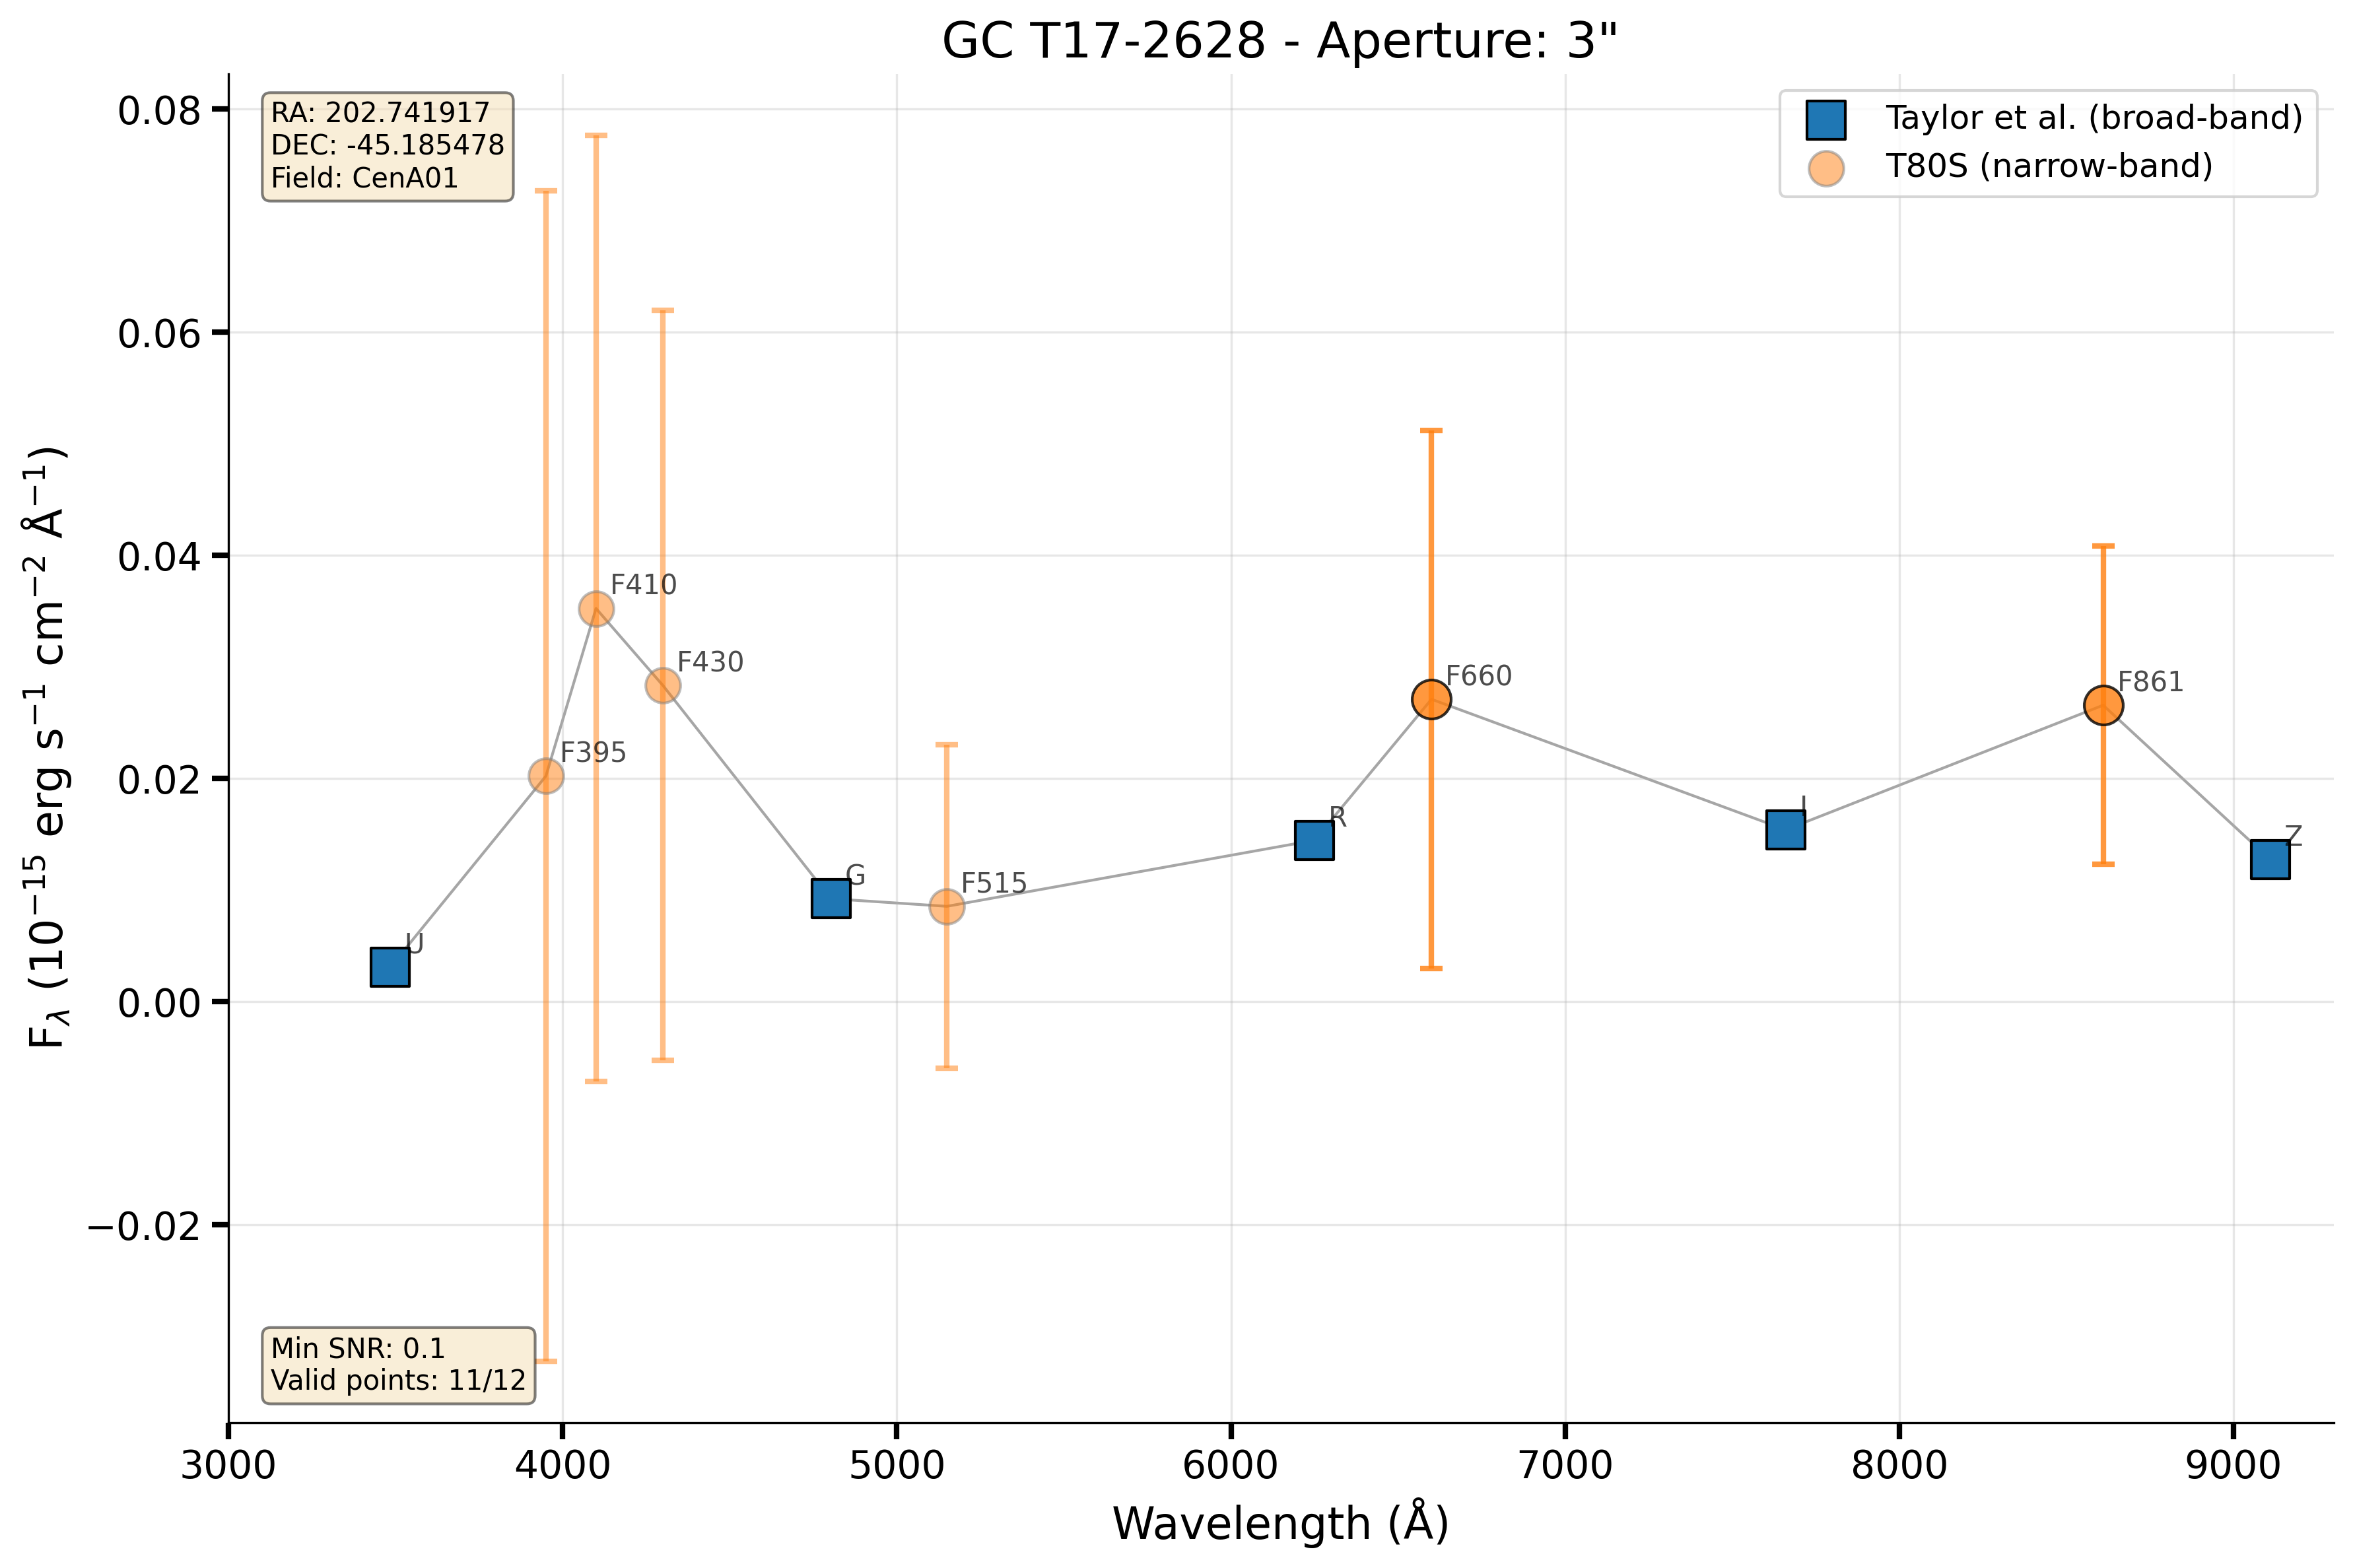 GC T17-2628 - Aperture: 3"
RA: 202.741917
DEC: -45.185478
Field: CenA01
Taylor et al. (broad-band)
T80S (narrow-band)
0.08
0.06
0.04
0.02
0.00
−0.02
F410
F430
F395
F660
F861
R
I
Z
G
F515
U
Min SNR: 0.1
Valid points: 11/12
3000 4000 5000 6000 7000 8000 9000
Wavelength (Å)
Fλ (10⁻¹⁵ erg s⁻¹ cm⁻² Å⁻¹)